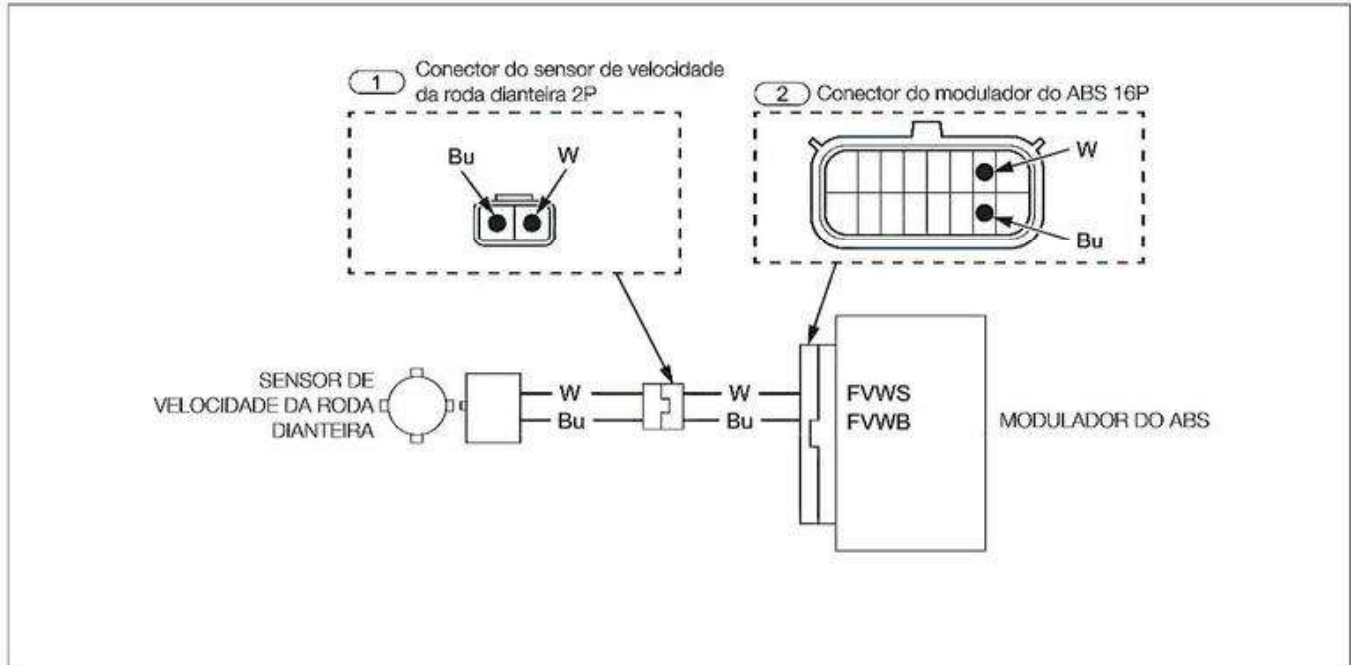 1 Conector do sensor de velocidade
da roda dianteira 2P
2 Conector do modulador do ABS 16P
Bu W
W
Bu
SENSOR DE
VELOCIDADE DA RODA
DIANTEIRA
W W FVWS
Bu Bu FVWB
MODULADOR DO ABS